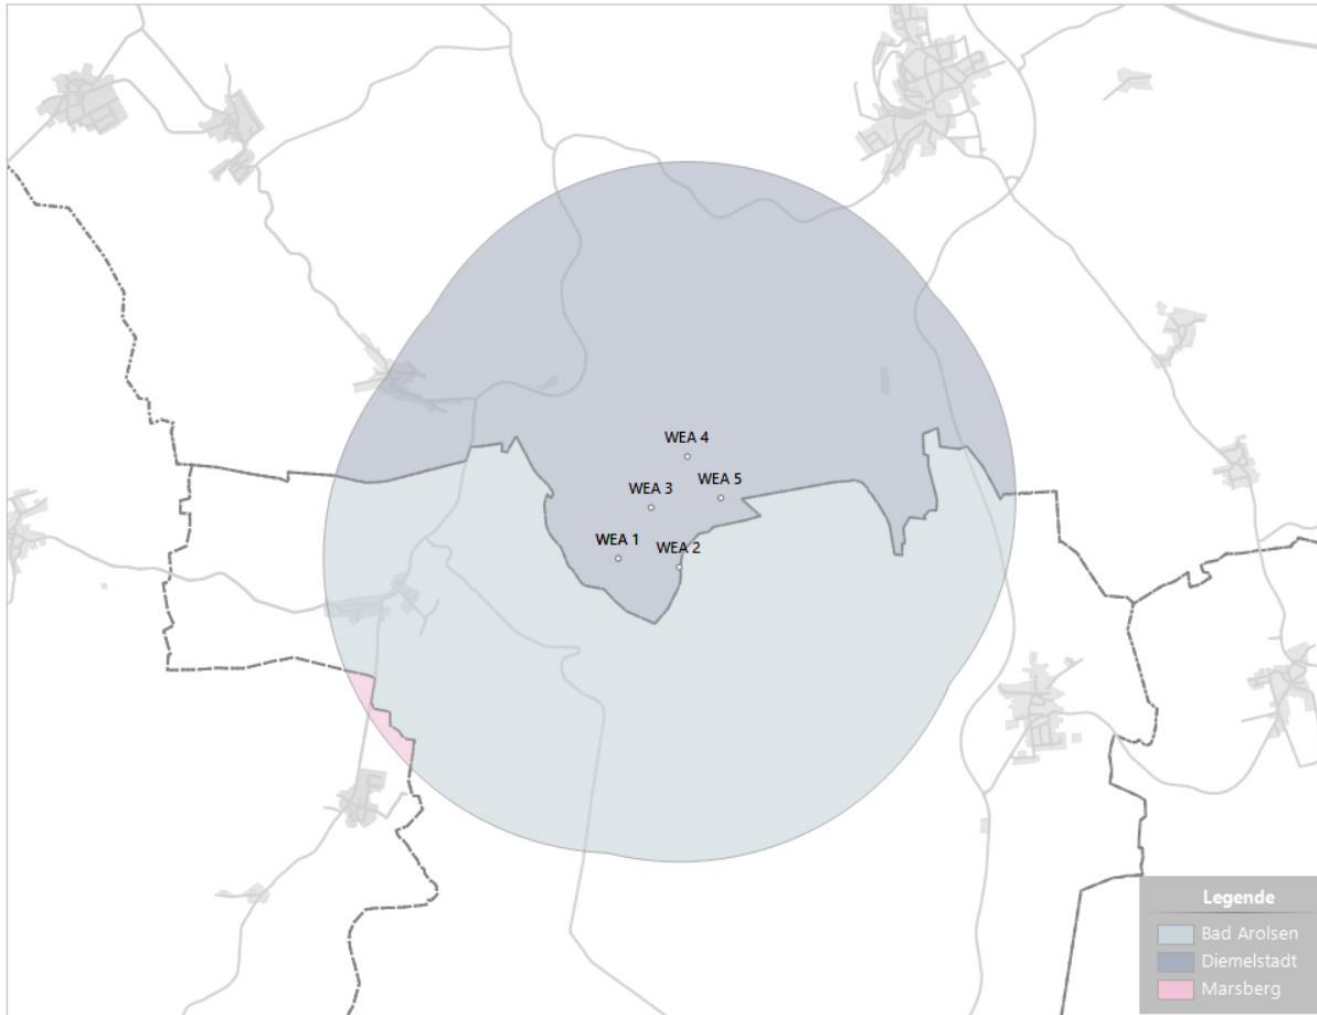 WEA 4
WEA 5
WEA 3
WEA 1
WEA 2
Legende
Bad Arolsen
Diemelstadt
Marsberg